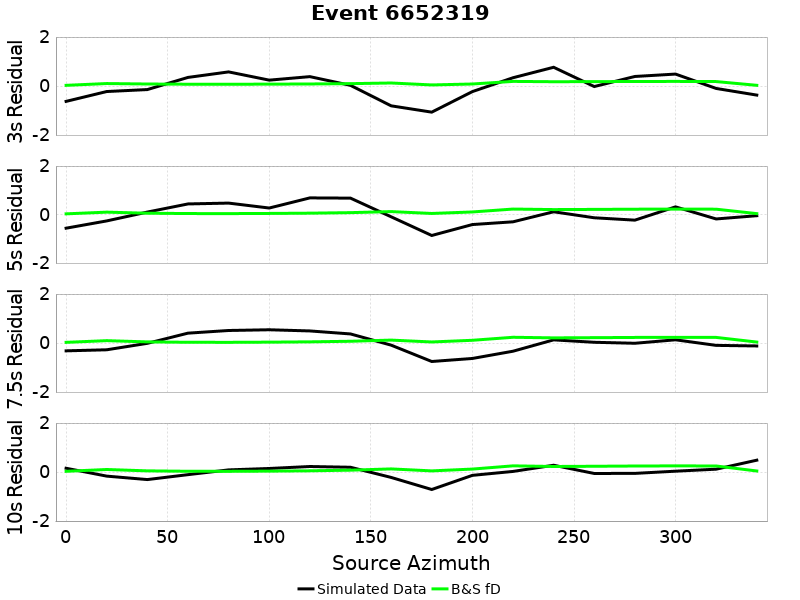 Event 6652319
3s Residual
2
0
-2
5s Residual
2
0
-2
7.5s Residual
2
0
-2
10s Residual
2
0
-2
0 50 100 150 200 250 300
Source Azimuth
Simulated Data B&S fD